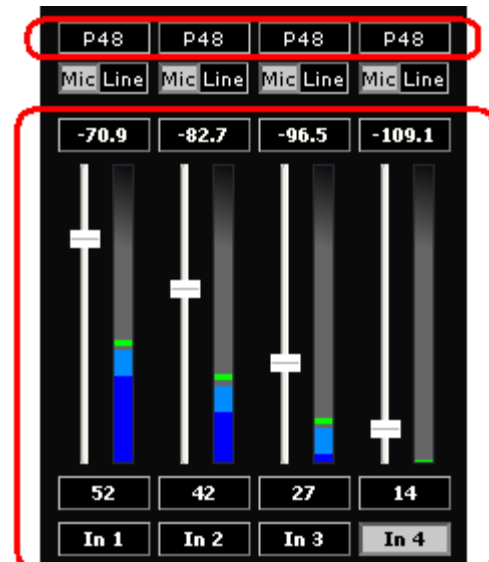 P48 P48 P48 P48
Mic Line Mic Line Mic Line Mic Line
-70.9 -82.7 -96.5 -109.1
52 42 27 14
In 1 In 2 In 3 In 4